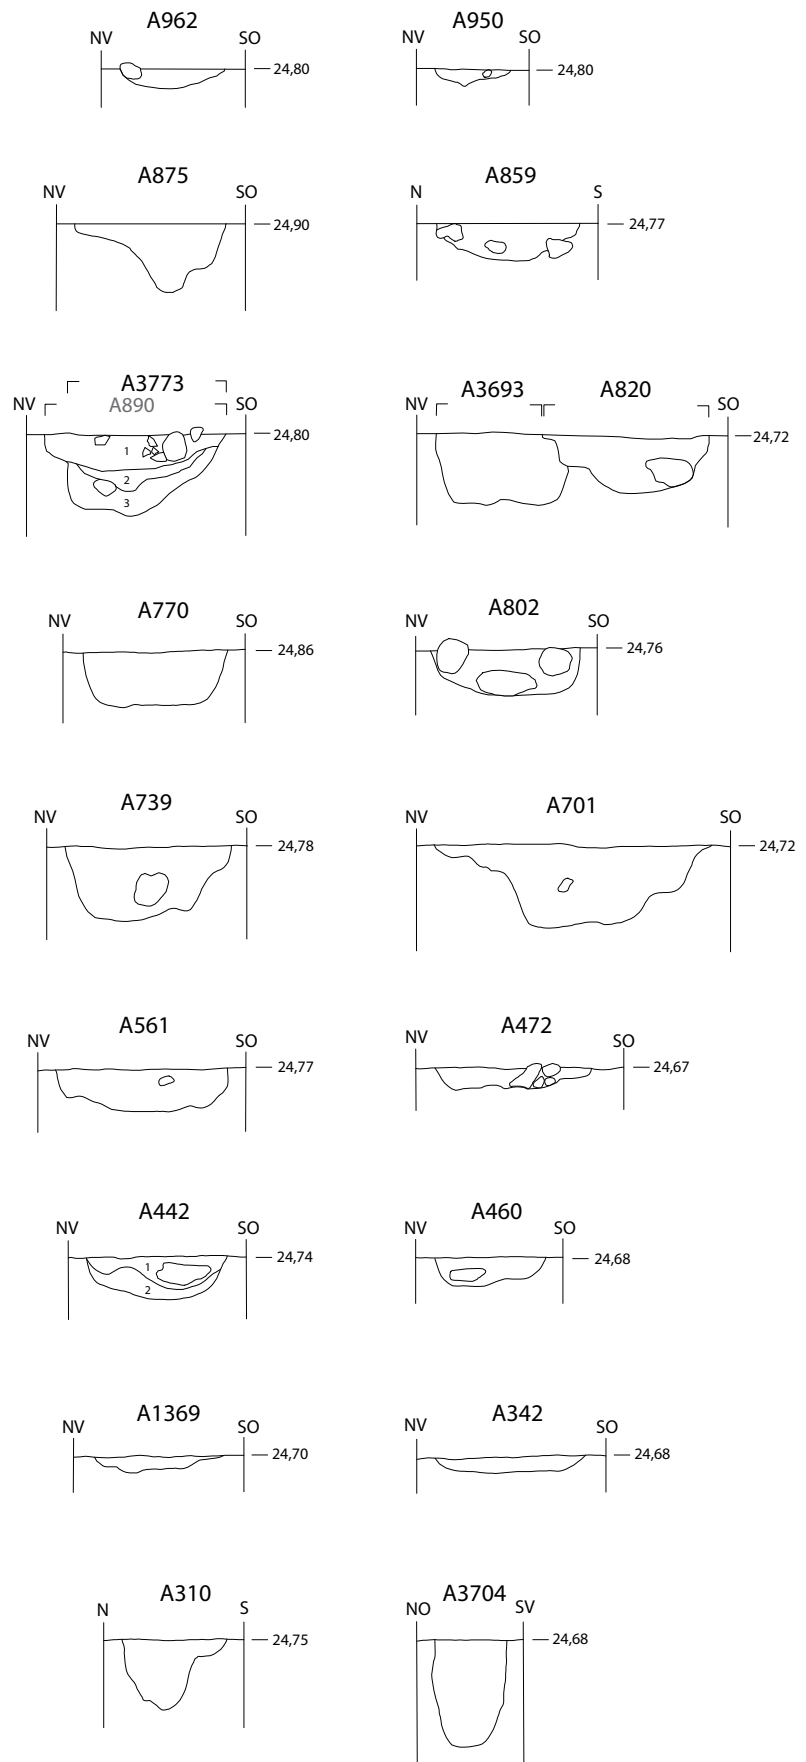 A962
NV SO
24,80
A950
NV SO
24,80
A875
NV SO
24,90
A859
N S
24,77
A3773
NV A890 SO
24,80
1
2
3
A3693 A820
NV SO
24,72
A770
NV SO
24,86
A802
NV SO
24,76
A739
NV SO
24,78
A701
NV SO
24,72
A561
NV SO
24,77
A472
NV SO
24,67
A442
NV SO
24,74
1
2
A460
NV SO
24,68
A1369
NV SO
24,70
A342
NV SO
24,68
A310
N S
24,75
A3704
NO SV
24,68